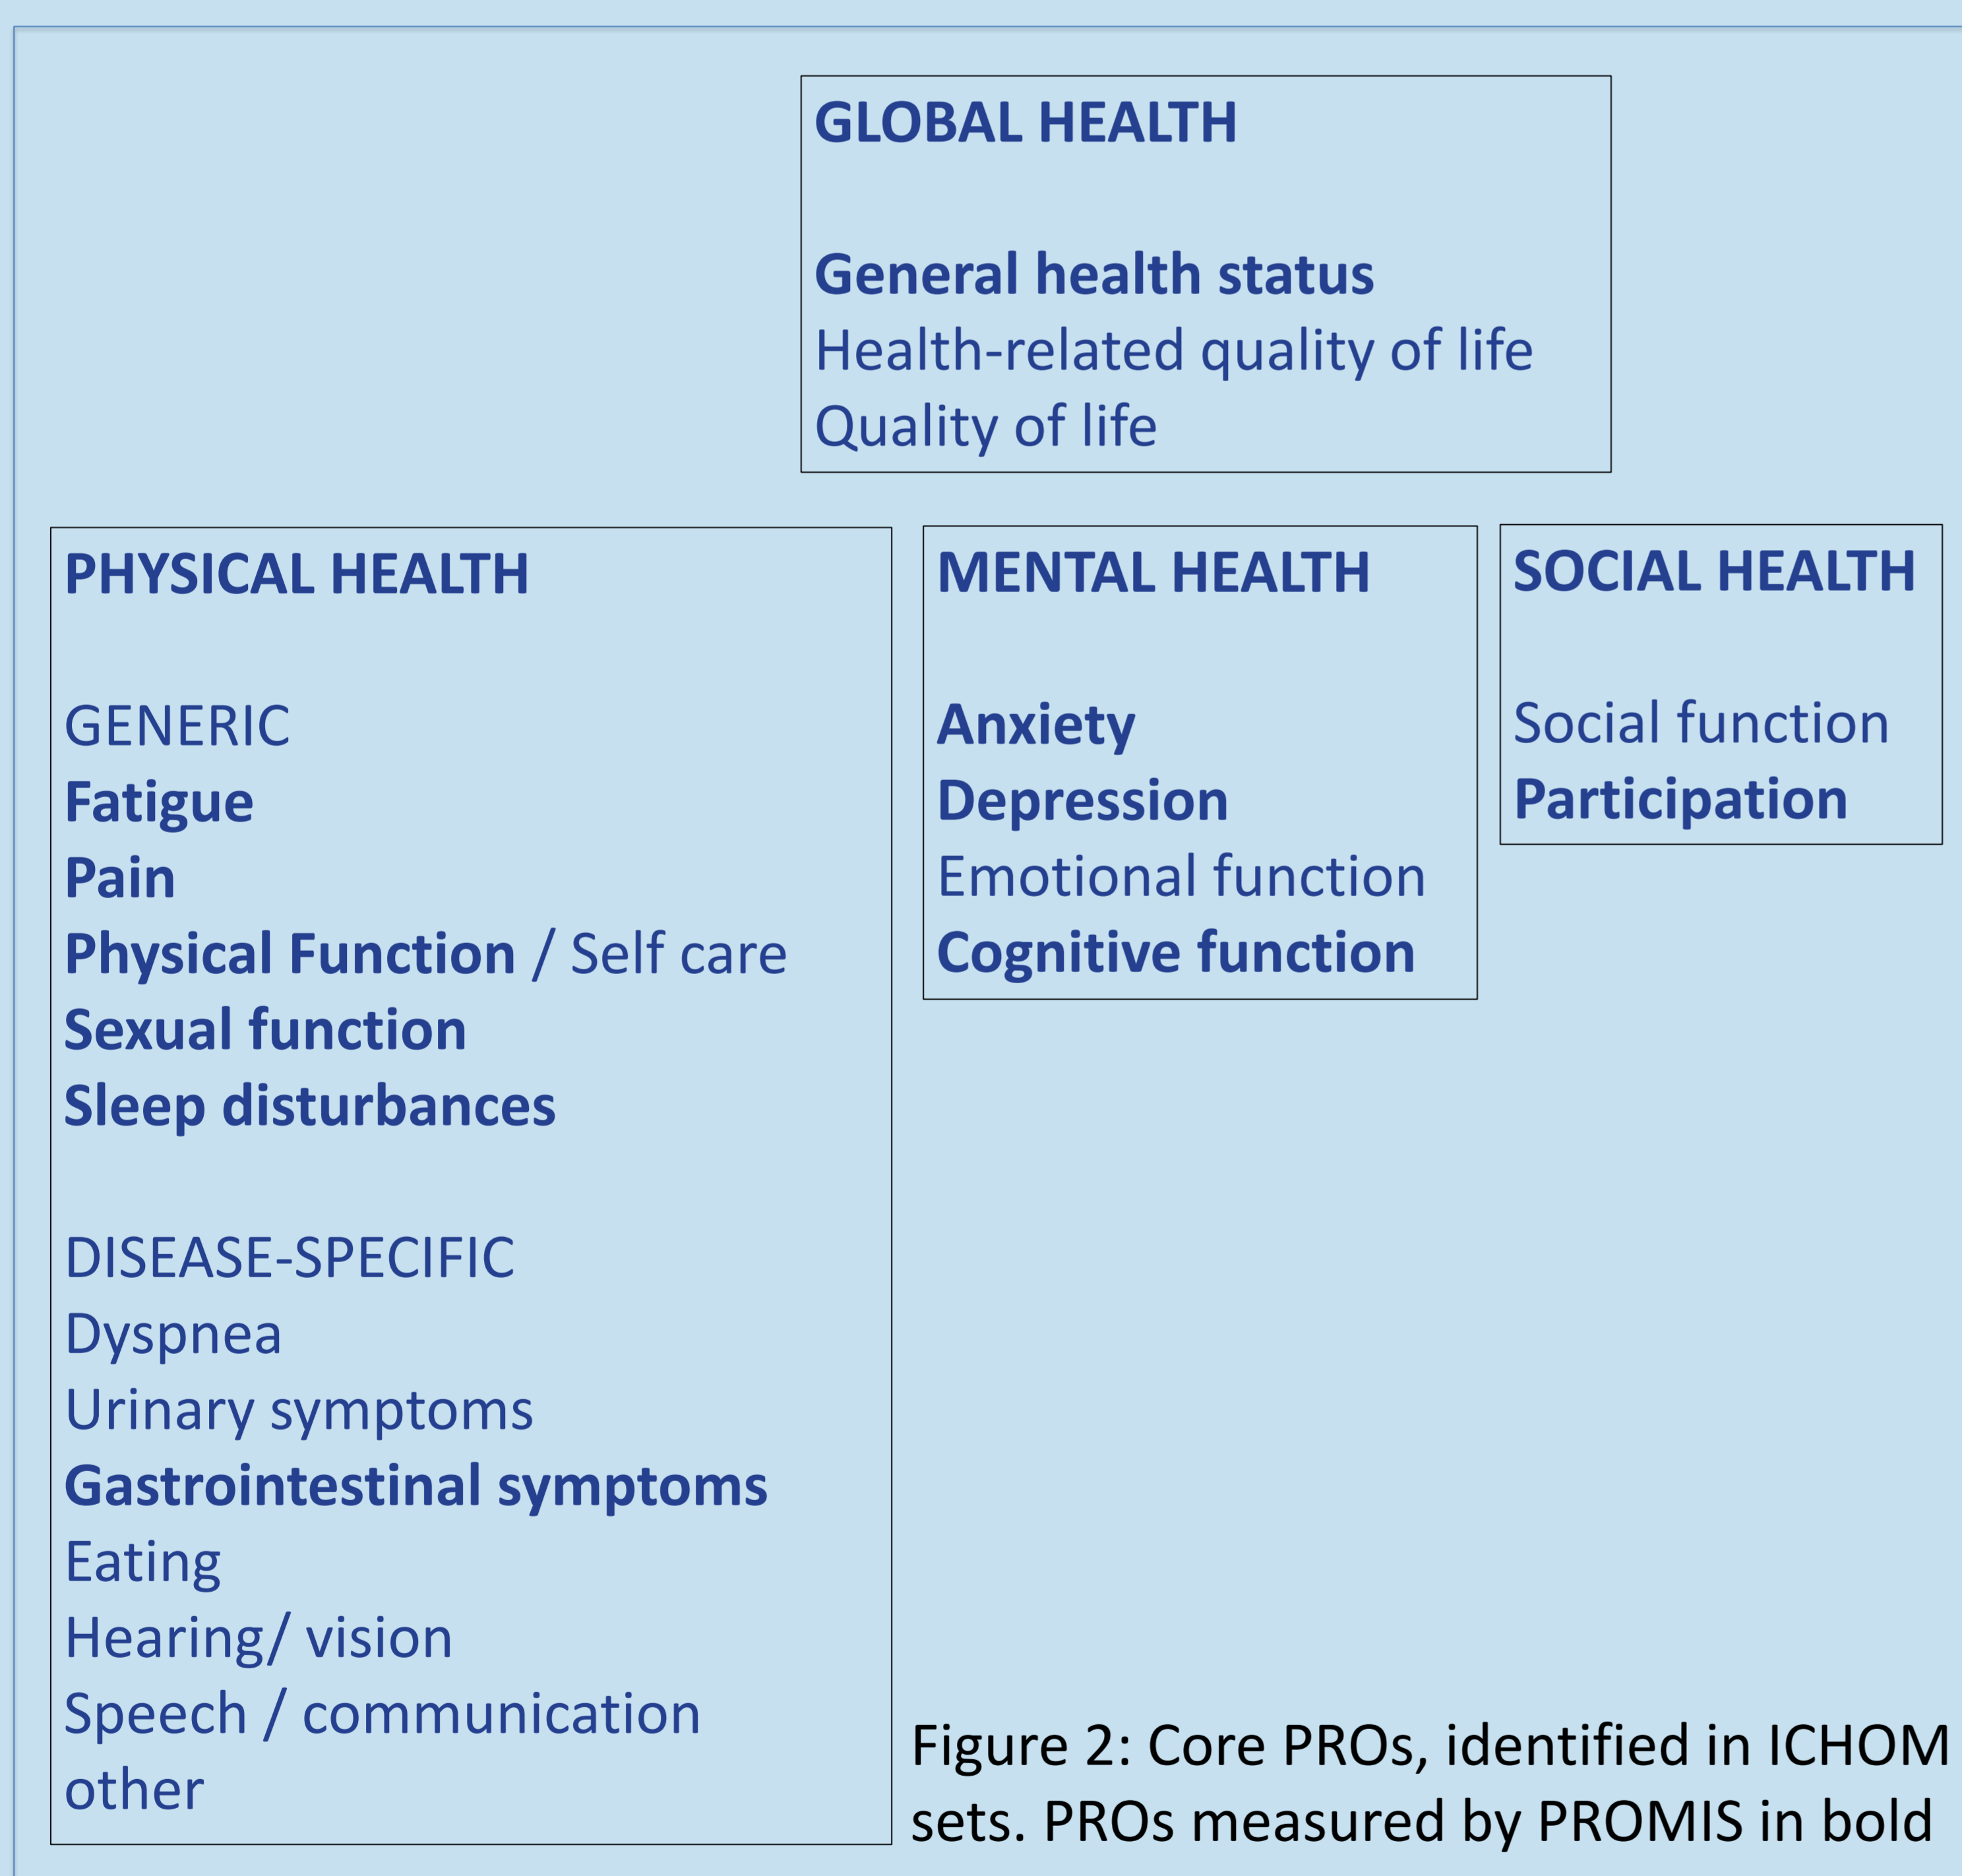 GLOBAL HEALTH
General health status
Health-related quality of life
Quality of life
PHYSICAL HEALTH
GENERIC
Fatigue
Pain
Physical Function / Self care
Sexual function
Sleep disturbances
DISEASE-SPECIFIC
Dyspnea
Urinary symptoms
Gastrointestinal symptoms
Eating
Hearing/ vision
Speech / communication
other
MENTAL HEALTH
Anxiety
Depression
Emotional function
Cognitive function
SOCIAL HEALTH
Social function
Participation
Figure 2: Core PROs, identified in ICHOM
sets. PROs measured by PROMIS in bold